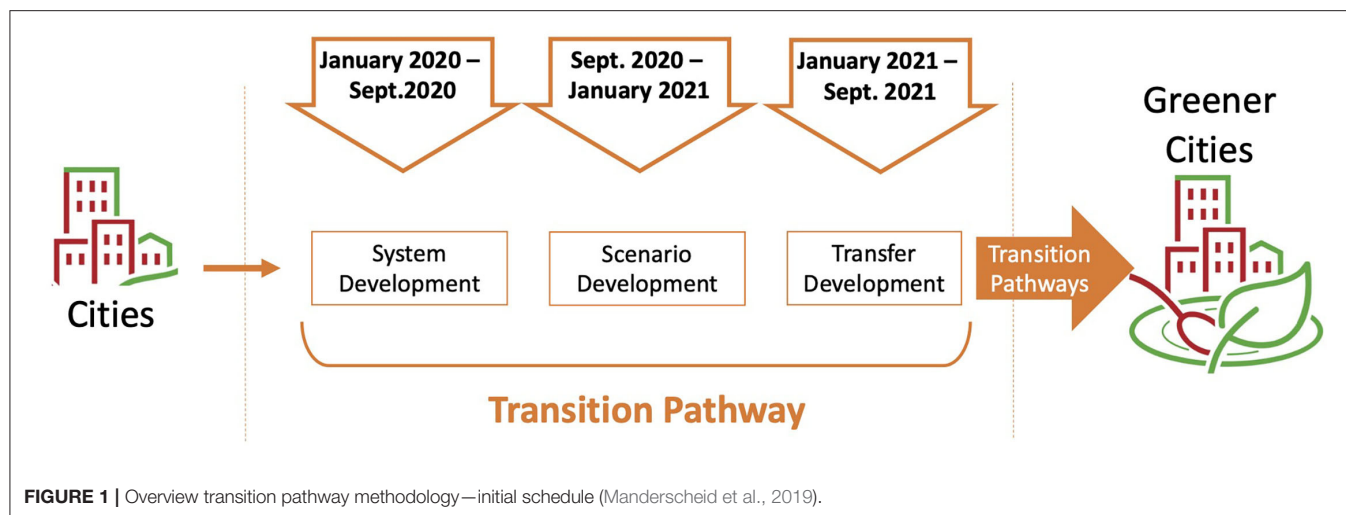 January 2020 –
Sept.2020
Sept. 2020 –
January 2021
January 2021 –
Sept. 2021
Greener
Cities
Cities
System
Development
Scenario
Development
Transfer
Development
Transition
Pathways
Transition Pathway
FIGURE 1 | Overview transition pathway methodology—initial schedule (Manderscheid et al., 2019).